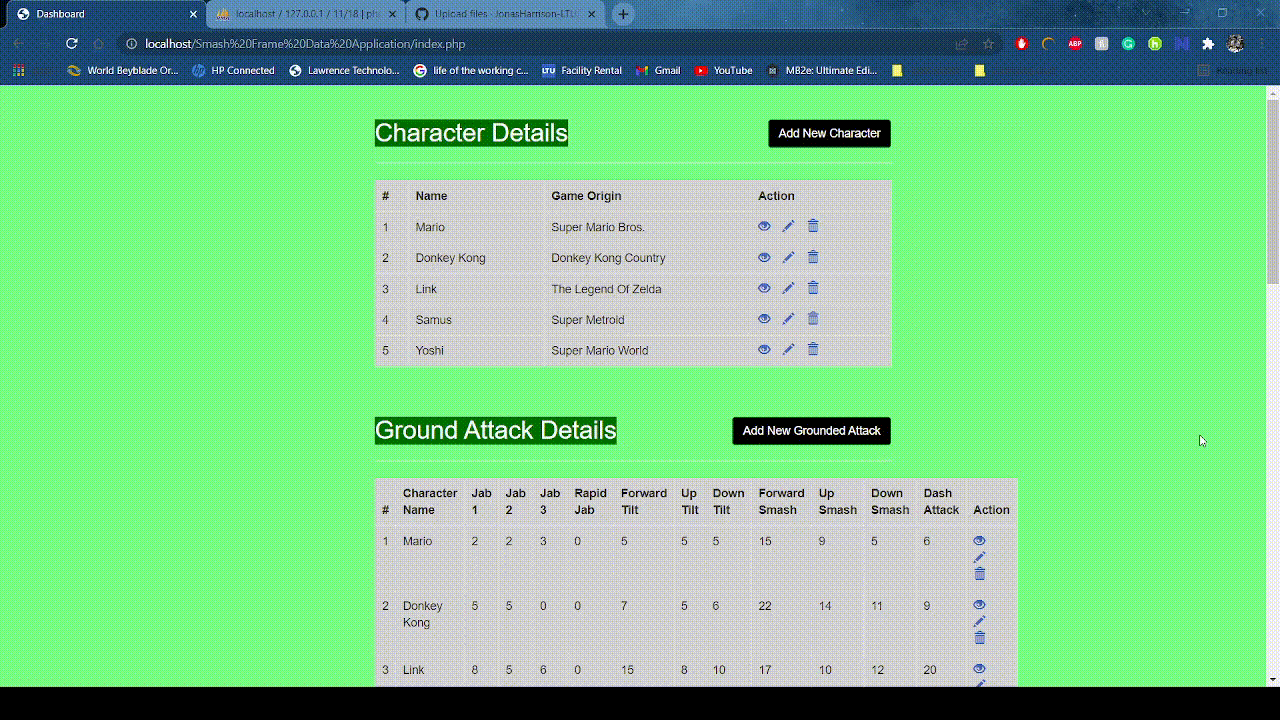 Dashboard
localhost / 127.0.0.1 / 11/18 | ph
Upload files · JonasHarrison-LTU
localhost/Smash%20Frame%20Data%20Application/index.php
ABP
World Beyblade Or... HP Connected Lawrence Technolo... life of the working c... LTU Facility Rental Gmail YouTube MB2e: Ultimate Edi... Reading list
Character Details
Add New Character
# Name Game Origin Action
1 Mario Super Mario Bros.
2 Donkey Kong Donkey Kong Country
3 Link The Legend Of Zelda
4 Samus Super Metroid
5 Yoshi Super Mario World
Ground Attack Details
Add New Grounded Attack
# Character Name Jab 1 Jab 2 Jab 3 Rapid Jab Forward Tilt Up Tilt Down Tilt Forward Smash Up Smash Down Smash Dash Attack Action
1 Mario 2 2 3 0 5 5 5 15 9 5 6
2 Donkey Kong 5 5 0 0 7 5 6 22 14 11 9
3 Link 8 5 6 0 15 8 10 17 10 12 20